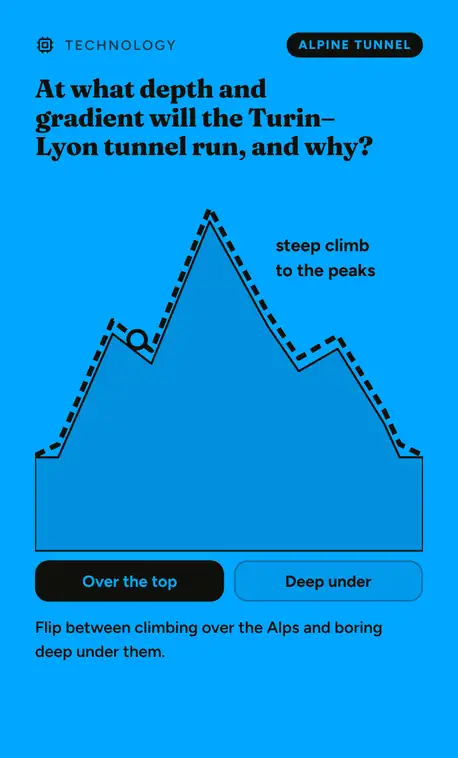 TECHNOLOGY
ALPINE TUNNEL
At what depth and
gradient will the Turin–
Lyon tunnel run, and why?
steep climb
to the peaks
Over the top
Deep under
Flip between climbing over the Alps and boring
deep under them.